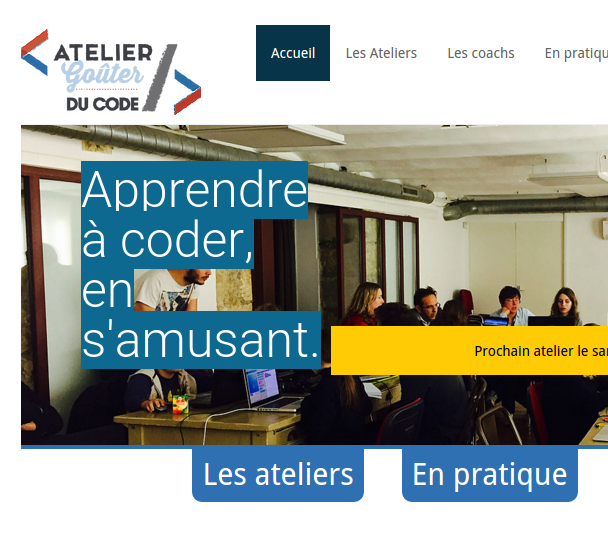 ATELIER
Goûter
DU CODE
Accueil
Les Ateliers
Les coachs
En pratiqu
Apprendre
à coder,
en
s'amusant.
Prochain atelier le sa
Les ateliers
En pratique